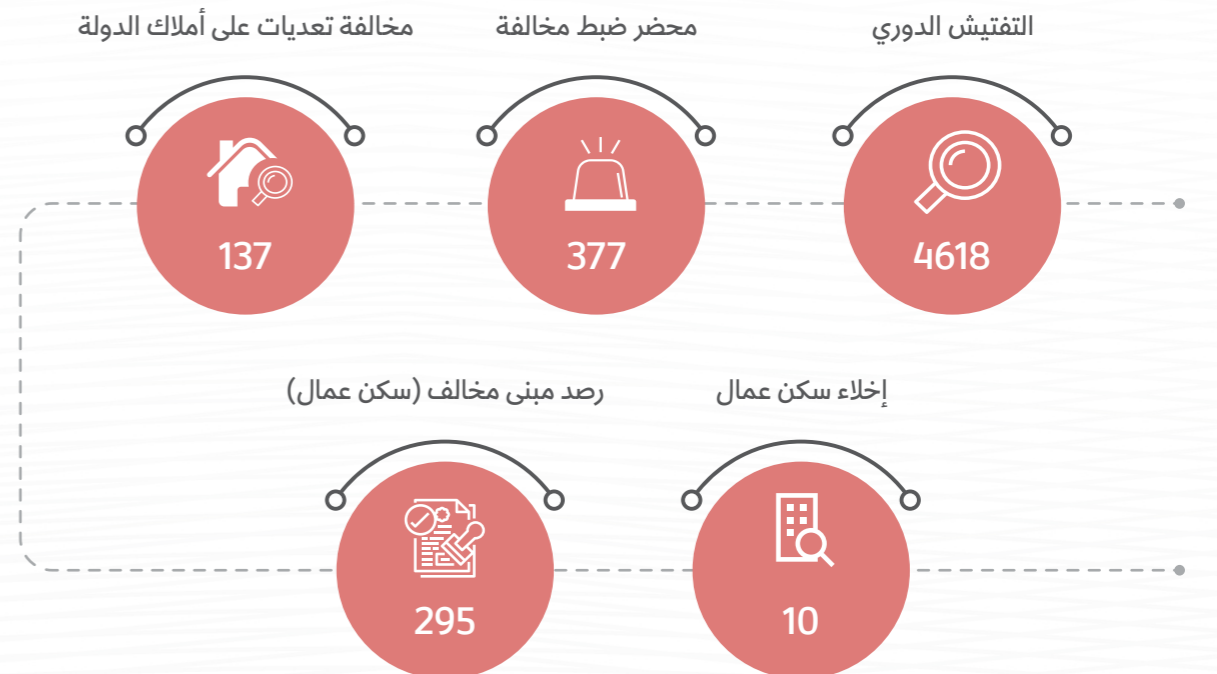 التفتيش الدوري
4618
محضر ضبط مخالفة
377
مخالفة تعديات على أملاك الدولة
137
إخلاء سكن عمال
10
رصد مبنى مخالف (سكن عمال)
295